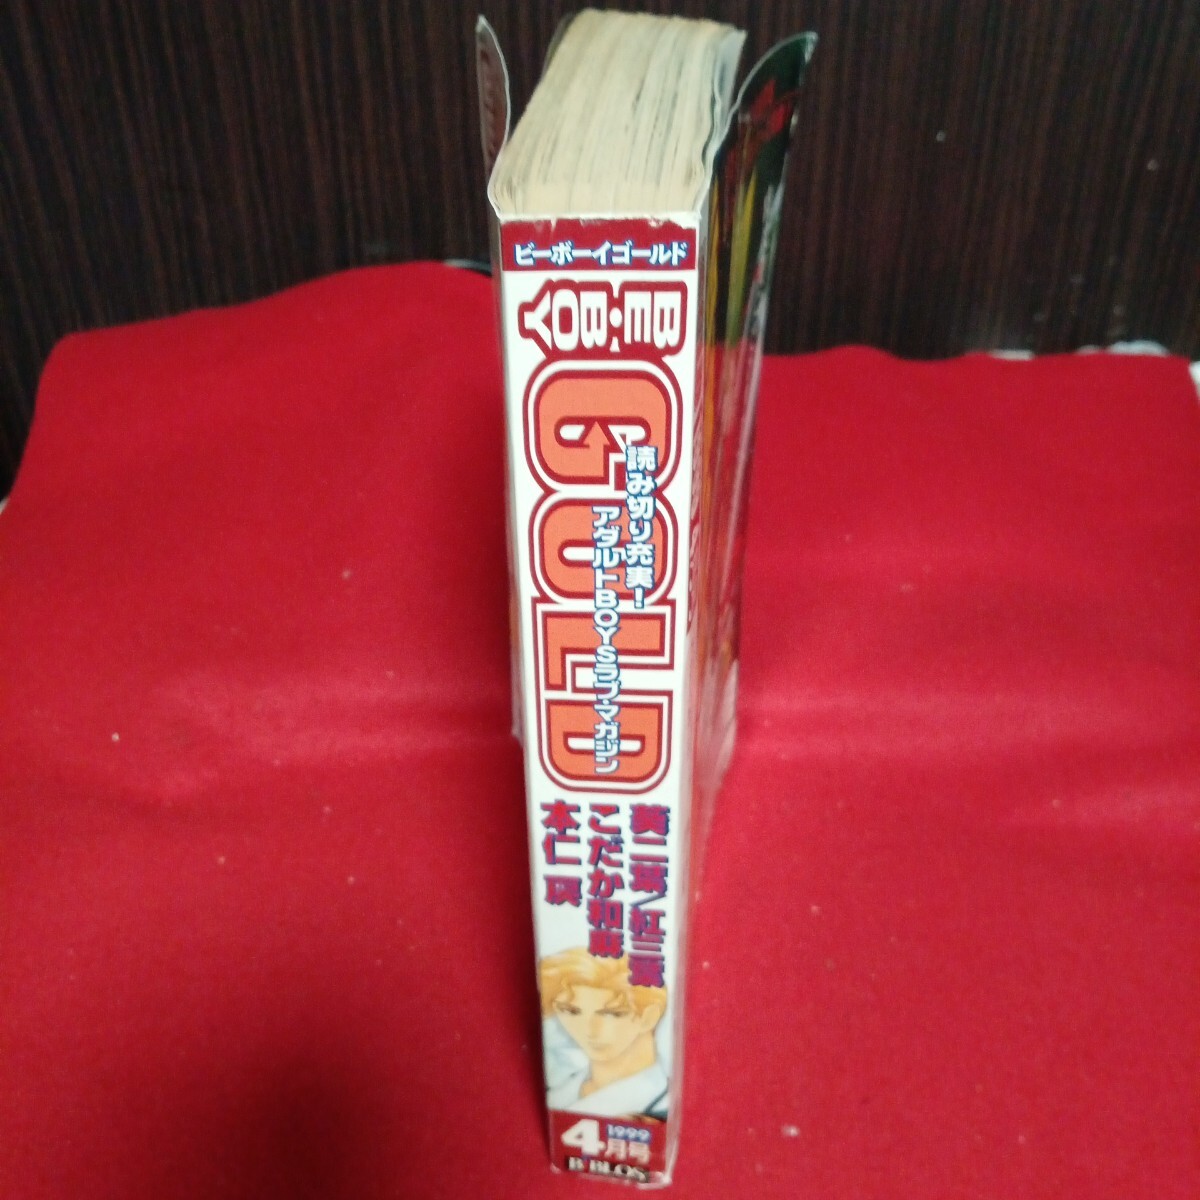 ビーボーイゴールド
BE・BOY
GOLD
読み切り充実!
アダルトBOYSラブ・マガジン
葵二葉/紅三葉
こだか和麻
本仁戻
1999
4月号
BIBLOS